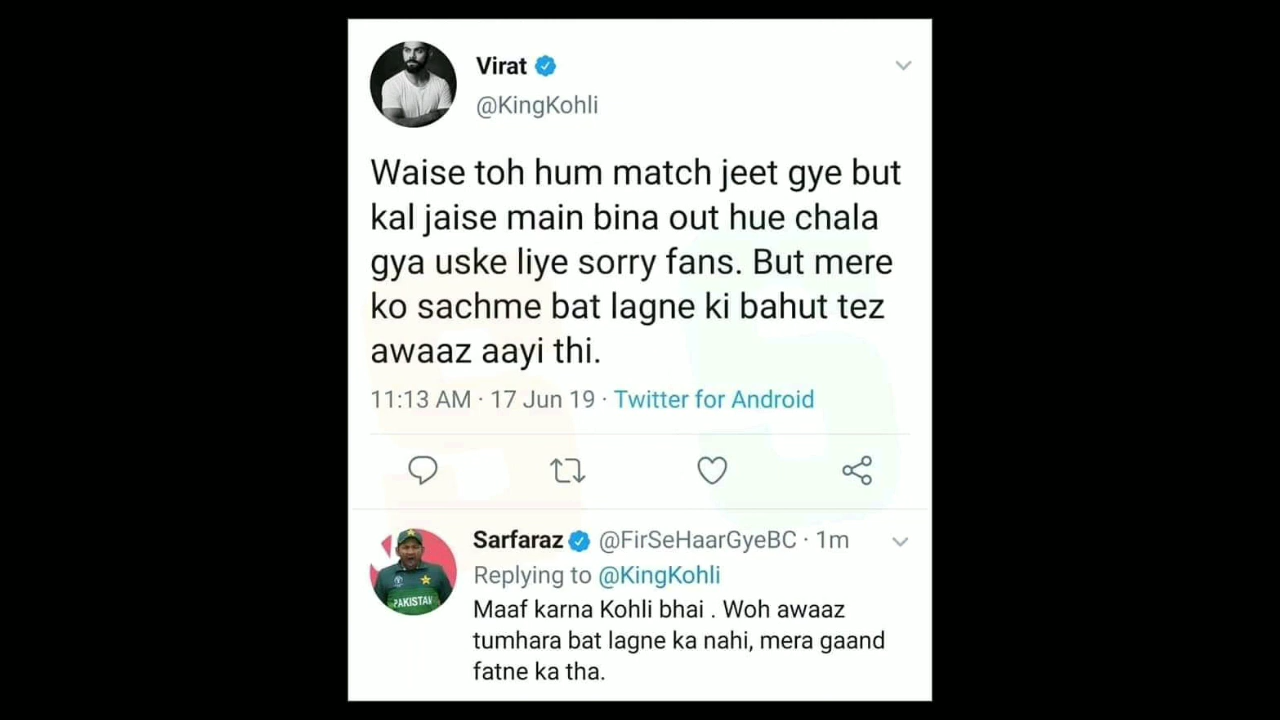 Virat
@KingKohli
Waise toh hum match jeet gye but
kal jaise main bina out hue chala
gya uske liye sorry fans. But mere
ko sachme bat lagne ki bahut tez
awaaz aayi thi.
11:13 AM · 17 Jun 19 · Twitter for Android
Sarfaraz @FirSeHaarGyeBC · 1m
Replying to @KingKohli
PAKISTAN
Maaf karna Kohli bhai . Woh awaaz
tumhara bat lagne ka nahi, mera gaand
fatne ka tha.